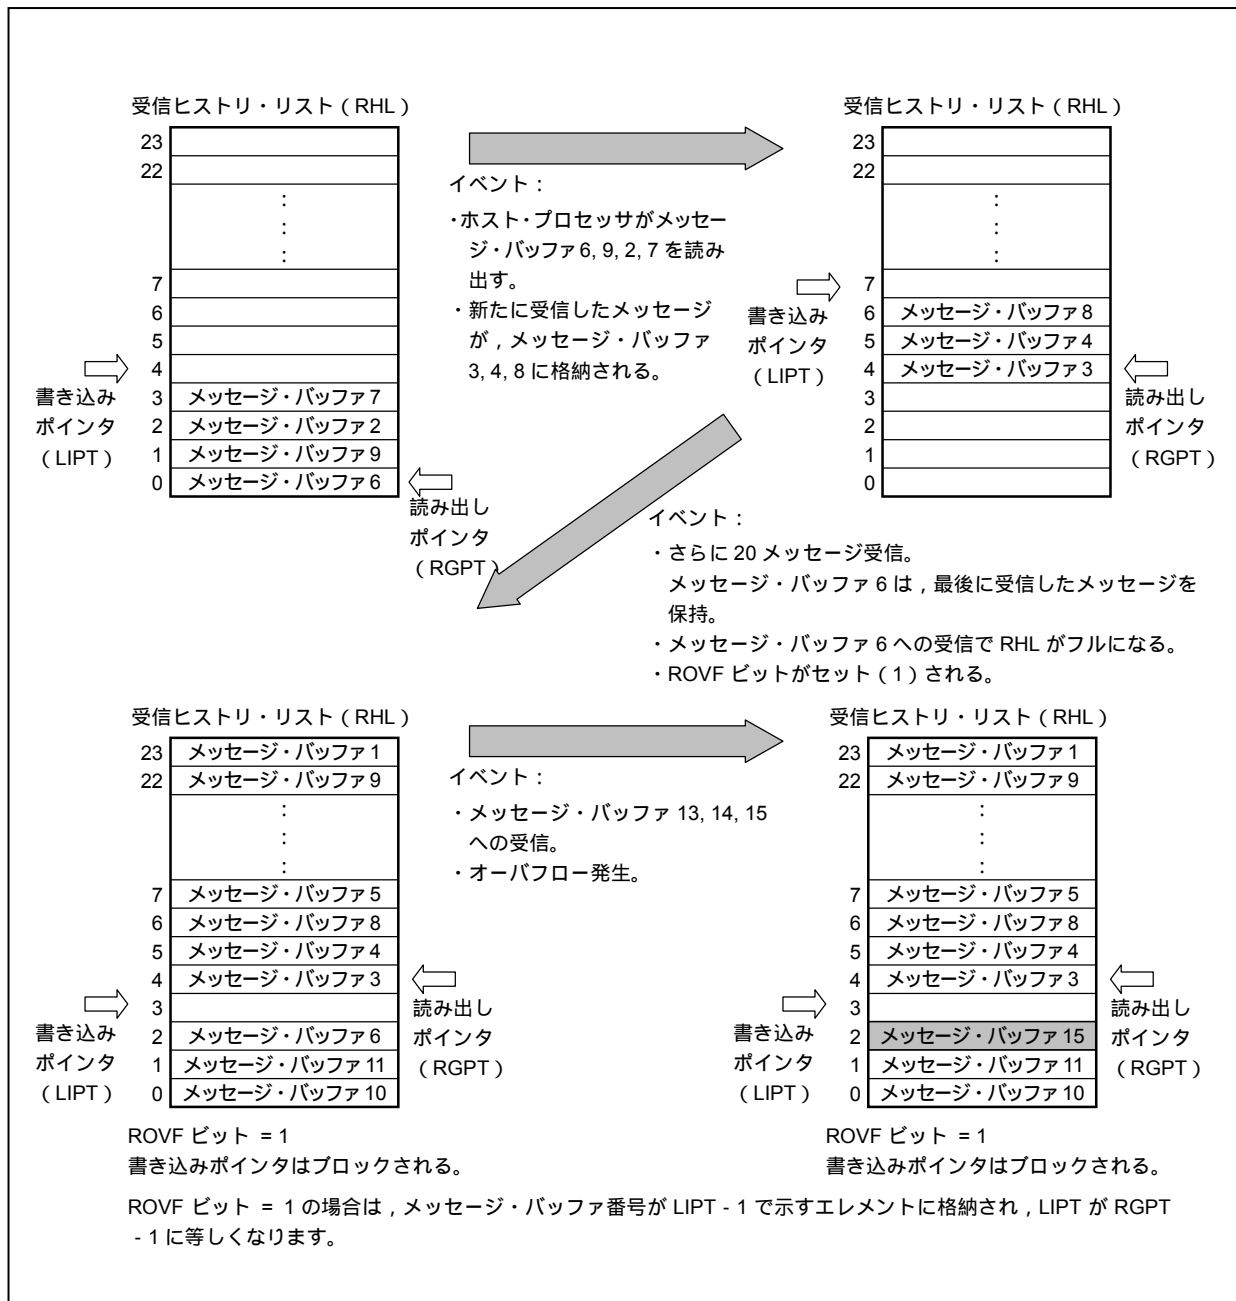 受信ヒストリ・リスト（RHL）
23
22
：
：
：
7
6
5
4
3 メッセージ・バッファ7
2 メッセージ・バッファ2
1 メッセージ・バッファ9
0 メッセージ・バッファ6
書き込み
ポインタ
（LIPT）
読み出し
ポインタ
（RGPT）
イベント：
・ホスト・プロセッサがメッセー
ジ・バッファ6, 9, 2, 7 を読み
出す。
・新たに受信したメッセージ
が，メッセージ・バッファ
3, 4, 8 に格納される。
受信ヒストリ・リスト（RHL）
23
22
：
：
：
7
6 メッセージ・バッファ8
5 メッセージ・バッファ4
4 メッセージ・バッファ3
3
2
1
0
書き込み
ポインタ
（LIPT）
読み出し
ポインタ
（RGPT）
イベント：
・さらに 20 メッセージ受信。
メッセージ・バッファ 6 は，最後に受信したメッセージを
保持。
・メッセージ・バッファ 6 への受信で RHL がフルになる。
・ROVF ビットがセット（1）される。
受信ヒストリ・リスト（RHL）
23 メッセージ・バッファ1
22 メッセージ・バッファ9
：
：
：
7 メッセージ・バッファ5
6 メッセージ・バッファ8
5 メッセージ・バッファ4
4 メッセージ・バッファ3
3
2 メッセージ・バッファ6
1 メッセージ・バッファ11
0 メッセージ・バッファ10
書き込み
ポインタ
（LIPT）
読み出し
ポインタ
（RGPT）
ROVF ビット = 1
書き込みポインタはブロックされる。
イベント：
・メッセージ・バッファ 13, 14, 15
への受信。
・オーバフロー発生。
受信ヒストリ・リスト（RHL）
23 メッセージ・バッファ1
22 メッセージ・バッファ9
：
：
：
7 メッセージ・バッファ5
6 メッセージ・バッファ8
5 メッセージ・バッファ4
4 メッセージ・バッファ3
3
2 メッセージ・バッファ15
1 メッセージ・バッファ11
0 メッセージ・バッファ10
書き込み
ポインタ
（LIPT）
読み出し
ポインタ
（RGPT）
ROVF ビット = 1
書き込みポインタはブロックされる。
ROVF ビット = 1 の場合は，メッセージ・バッファ番号が LIPT - 1 で示すエレメントに格納され，LIPT が RGPT
- 1 に等しくなります。